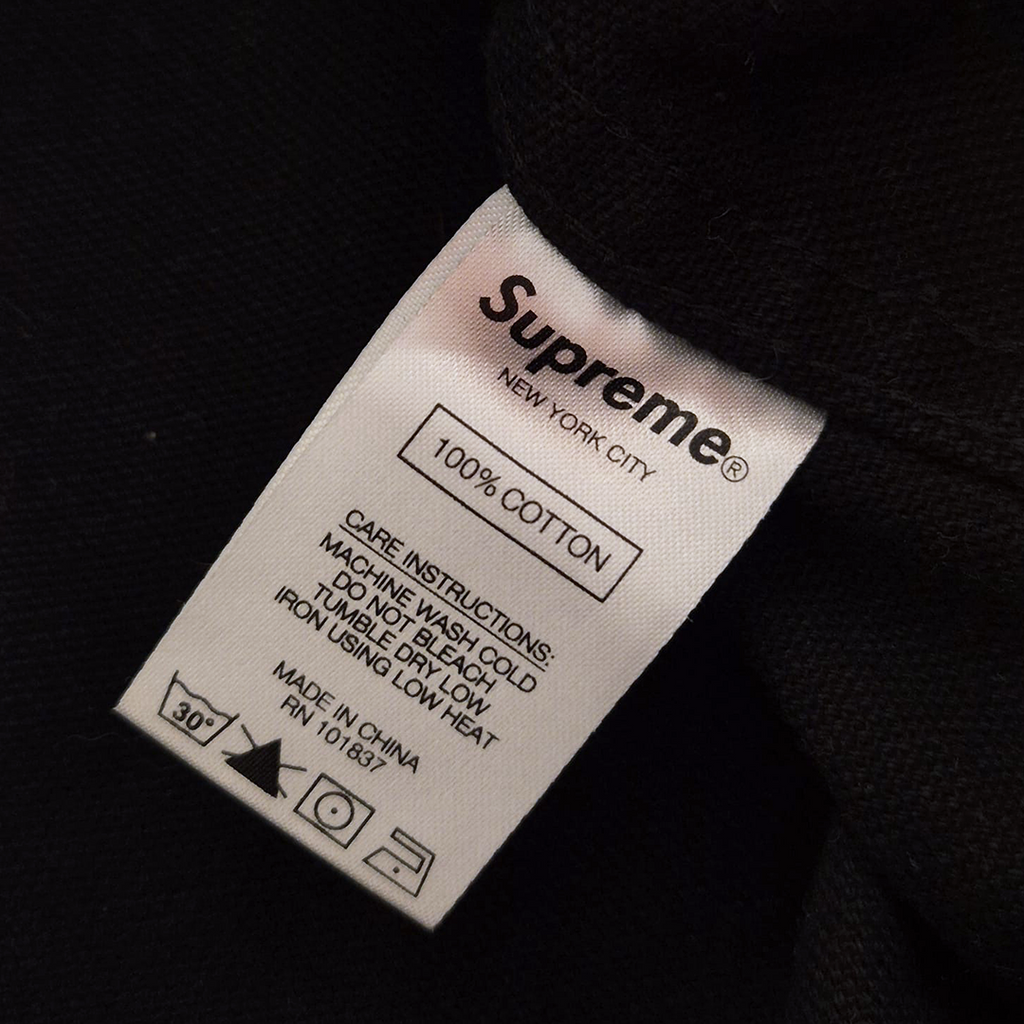 Supreme®
NEW YORK CITY
100% COTTON
CARE INSTRUCTIONS:
MACHINE WASH COLD
DO NOT BLEACH
TUMBLE DRY LOW
IRON USING LOW HEAT
MADE IN CHINA
RN 101837
30°